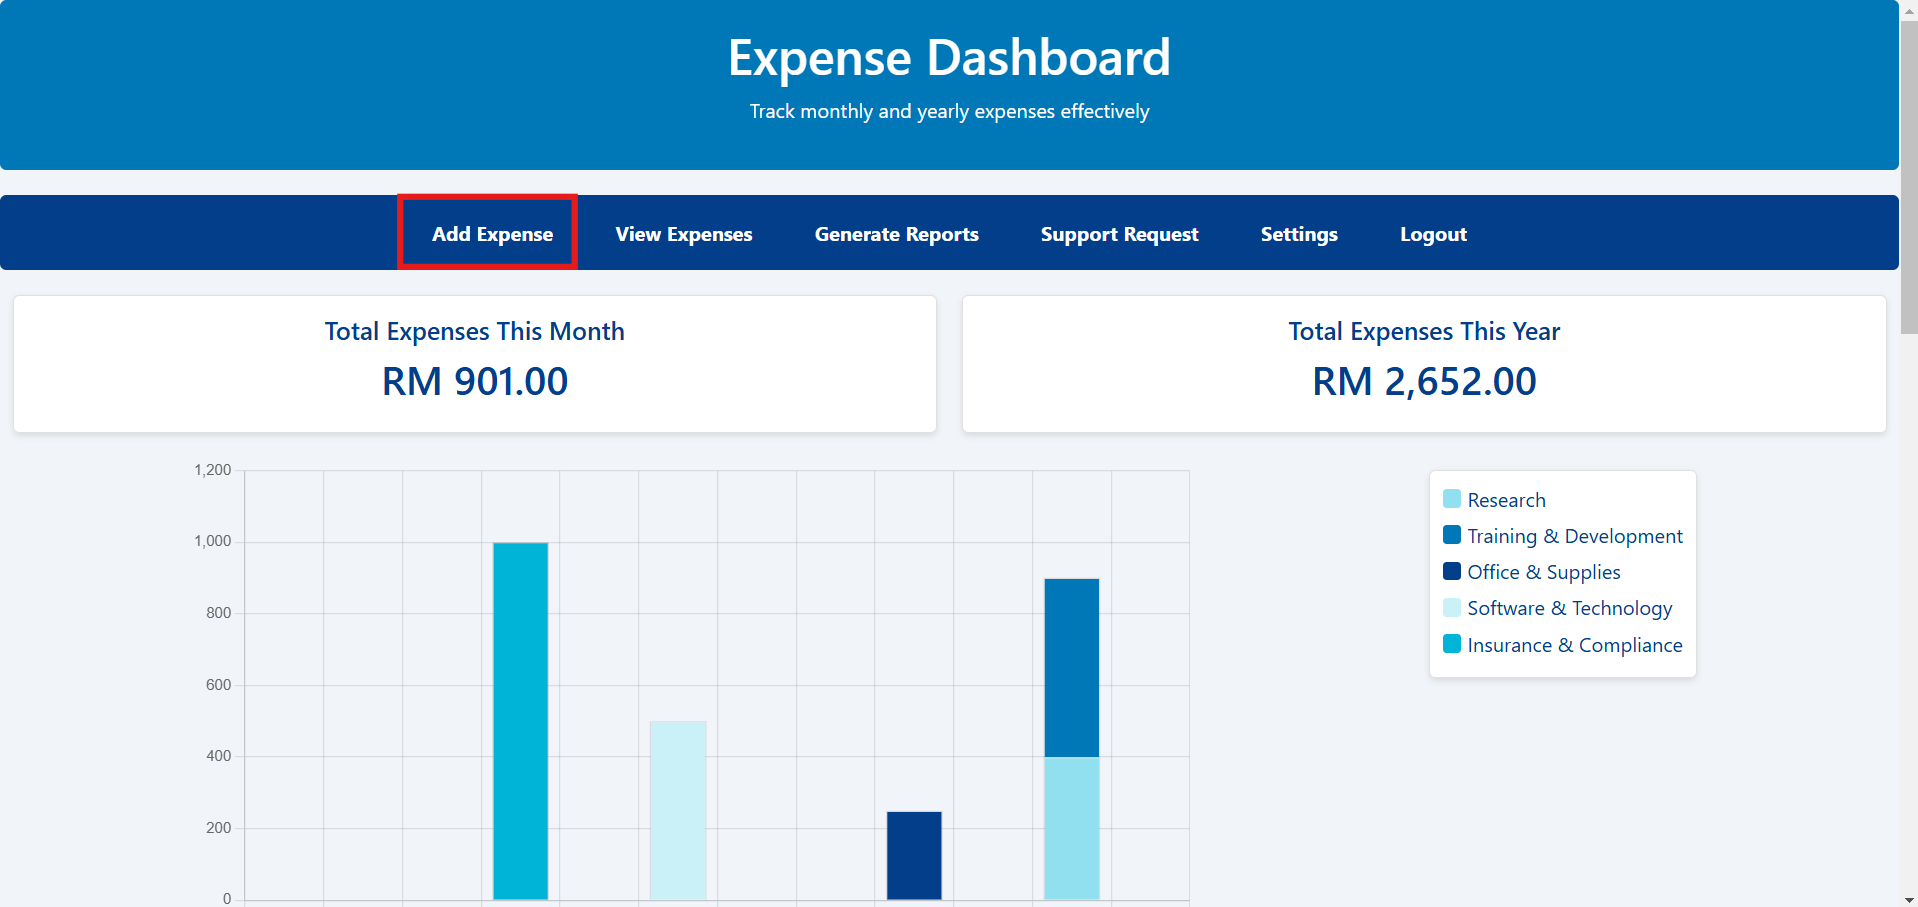 Expense Dashboard
Track monthly and yearly expenses effectively
Add Expense View Expenses Generate Reports Support Request Settings Logout
Total Expenses This Month
RM 901.00
Total Expenses This Year
RM 2,652.00
1,200
1,000
800
600
400
200
0
Research
Training & Development
Office & Supplies
Software & Technology
Insurance & Compliance